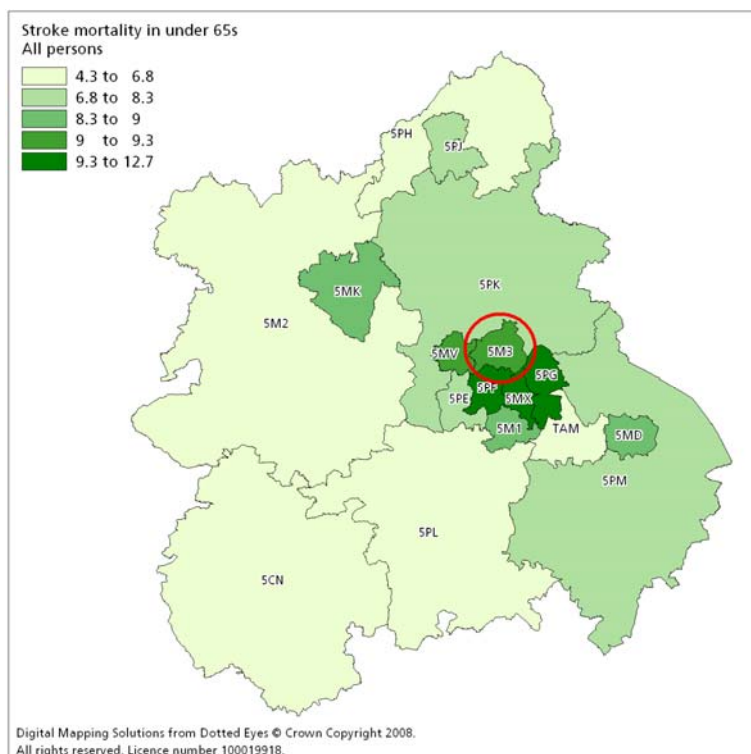 Stroke mortality in under 65s
All persons
4.3 to 6.8
6.8 to 8.3
8.3 to 9
9 to 9.3
9.3 to 12.7
5PH
5PJ
5PK
5MK
5M2
5MV
5M3
5PG
5PF
5PE
5MX
5M1
TAM
5MD
5PM
5PL
5CN
Digital Mapping Solutions from Dotted Eyes © Crown Copyright 2008.
All rights reserved. Licence number 100019918.